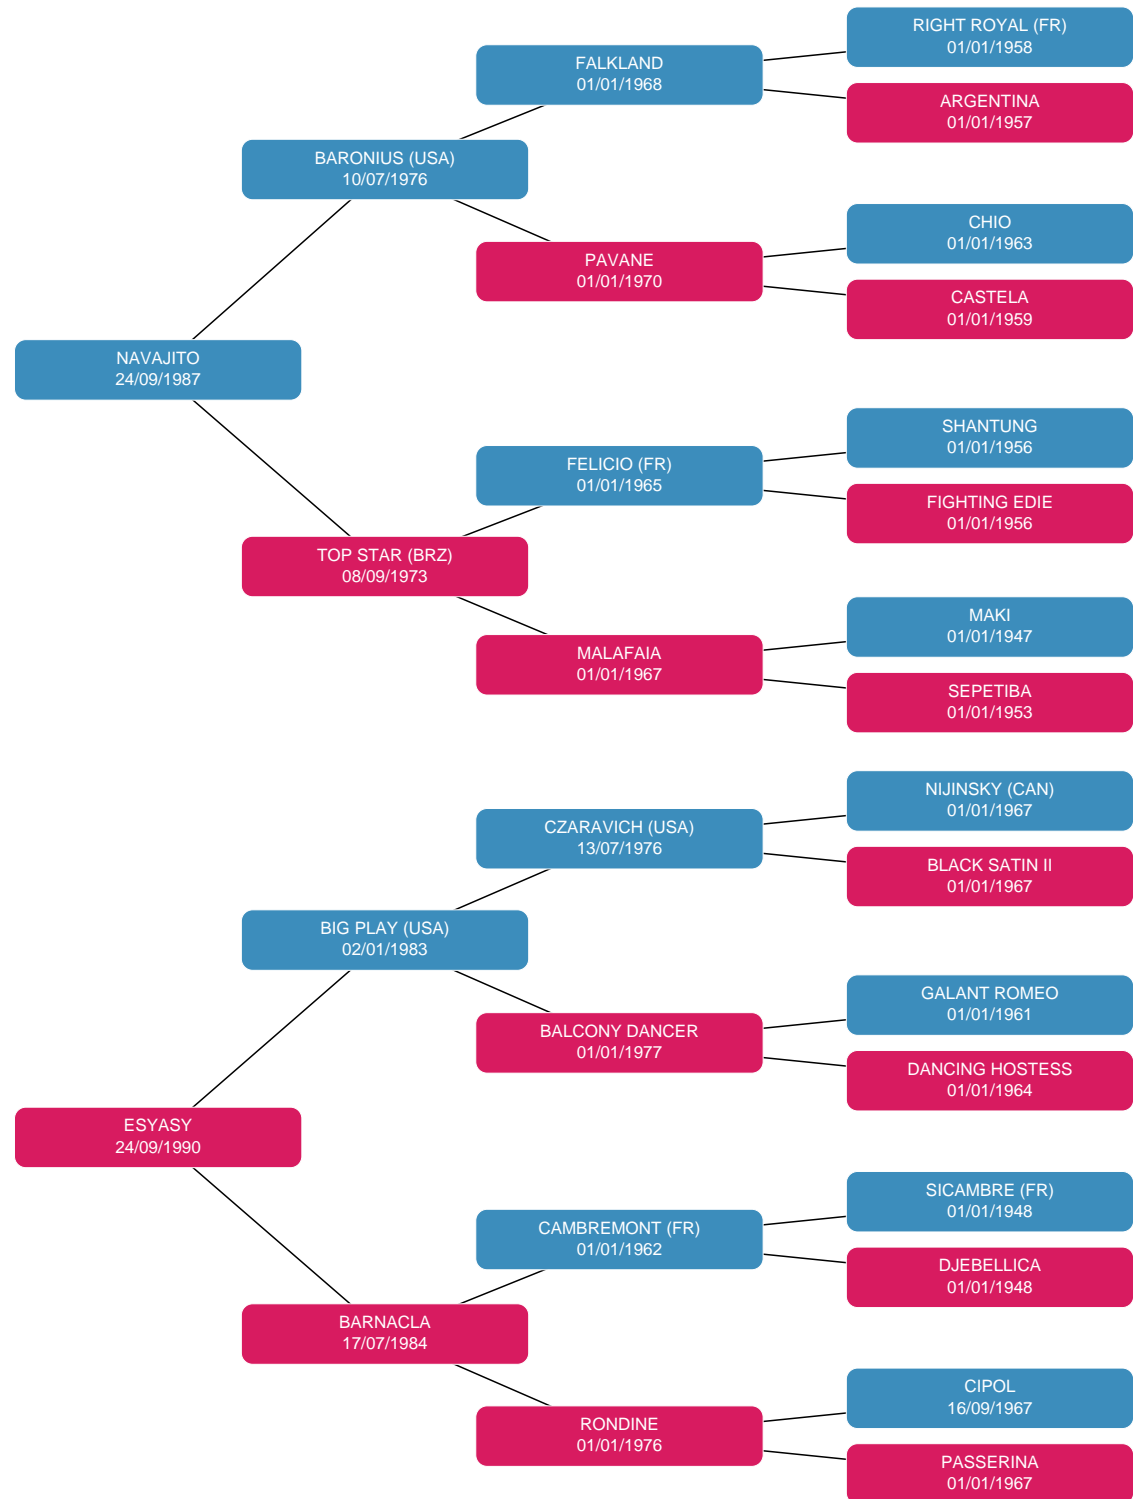 RIGHT ROYAL (FR)
01/01/1958
FALKLAND
01/01/1968
ARGENTINA
01/01/1957
BARONIUS (USA)
10/07/1976
CHIO
01/01/1963
PAVANE
01/01/1970
CASTELA
01/01/1959
NAVAJITO
24/09/1987
SHANTUNG
01/01/1956
FELICIO (FR)
01/01/1965
FIGHTING EDIE
01/01/1956
TOP STAR (BRZ)
08/09/1973
MAKI
01/01/1947
MALAFAIA
01/01/1967
SEPETIBA
01/01/1953
NIJINSKY (CAN)
01/01/1967
CZARAVICH (USA)
13/07/1976
BLACK SATIN II
01/01/1967
BIG PLAY (USA)
02/01/1983
GALANT ROMEO
01/01/1961
BALCONY DANCER
01/01/1977
DANCING HOSTESS
01/01/1964
ESYASY
24/09/1990
SICAMBRE (FR)
01/01/1948
CAMBREMONT (FR)
01/01/1962
DJEBELLICA
01/01/1948
BARNACLA
17/07/1984
CIPOL
16/09/1967
RONDINE
01/01/1976
PASSERINA
01/01/1967